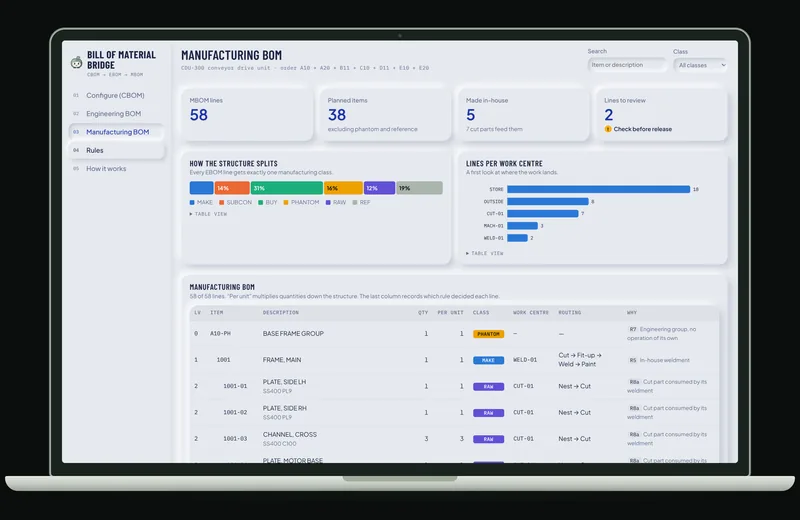 BILL OF MATERIAL
BRIDGE
CBOM → EBOM → MBOM
01 Configure (CBOM)
02 Engineering BOM
03 Manufacturing BOM
04 Rules
05 How it works
MANUFACTURING BOM
CDU-300 conveyor drive unit · order A10 + A20 + B11 + C10 + D11 + E10 + E20
Search
Item or description
Class
All classes
MBOM lines
58
Planned items
38
excluding phantom and reference
Made in-house
5
7 cut parts feed them
Lines to review
2
! Check before release
HOW THE STRUCTURE SPLITS
Every EBOM line gets exactly one manufacturing class.
14% 31% 16% 12% 19%
MAKE SUBCON BUY PHANTOM RAW REF
▸ TABLE VIEW
LINES PER WORK CENTRE
A first look at where the work lands.
STORE 18
OUTSIDE 8
CUT-01 7
MACH-01 3
WELD-01 2
▸ TABLE VIEW
MANUFACTURING BOM
58 of 58 lines. "Per unit" multiplies quantities down the structure. The last column records which rule decided each line.
LV ITEM DESCRIPTION QTY PER UNIT CLASS WORK CENTRE ROUTING WHY
0 A10-PH BASE FRAME GROUP 1 1 PHANTOM — — R7 Engineering group, no
operation of its own
1 1001 FRAME, MAIN 1 1 MAKE WELD-01 Cut → Fit-up →
Weld → Paint R5 In-house weldment
2 1001-01 PLATE, SIDE LH
SS400 PL9 1 1 RAW CUT-01 Nest → Cut R0a Cut part consumed by its
weldment
2 1001-02 PLATE, SIDE RH
SS400 PL9 1 1 RAW CUT-01 Nest → Cut R0a Cut part consumed by its
weldment
2 1001-03 CHANNEL, CROSS
SS400 C100 3 3 RAW CUT-01 Nest → Cut R0a Cut part consumed by its
weldment
PLATE, MOTOR BASE